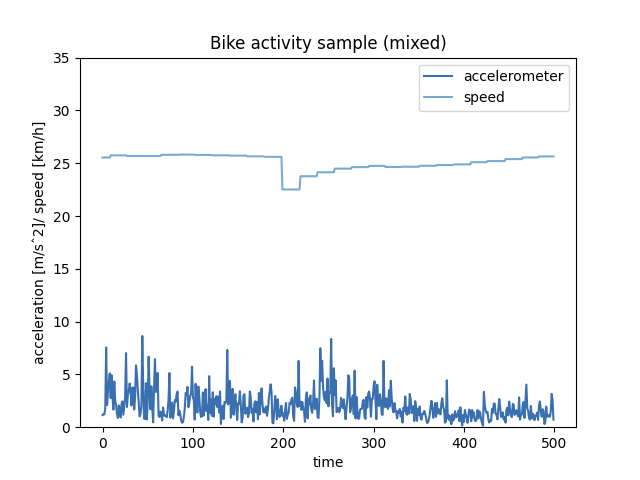 Bike activity sample (mixed)
accelerometer
speed
35
30
25
20
15
10
5
0
acceleration [m/sˆ2]/ speed [km/h]
0
100
200
300
400
500
time